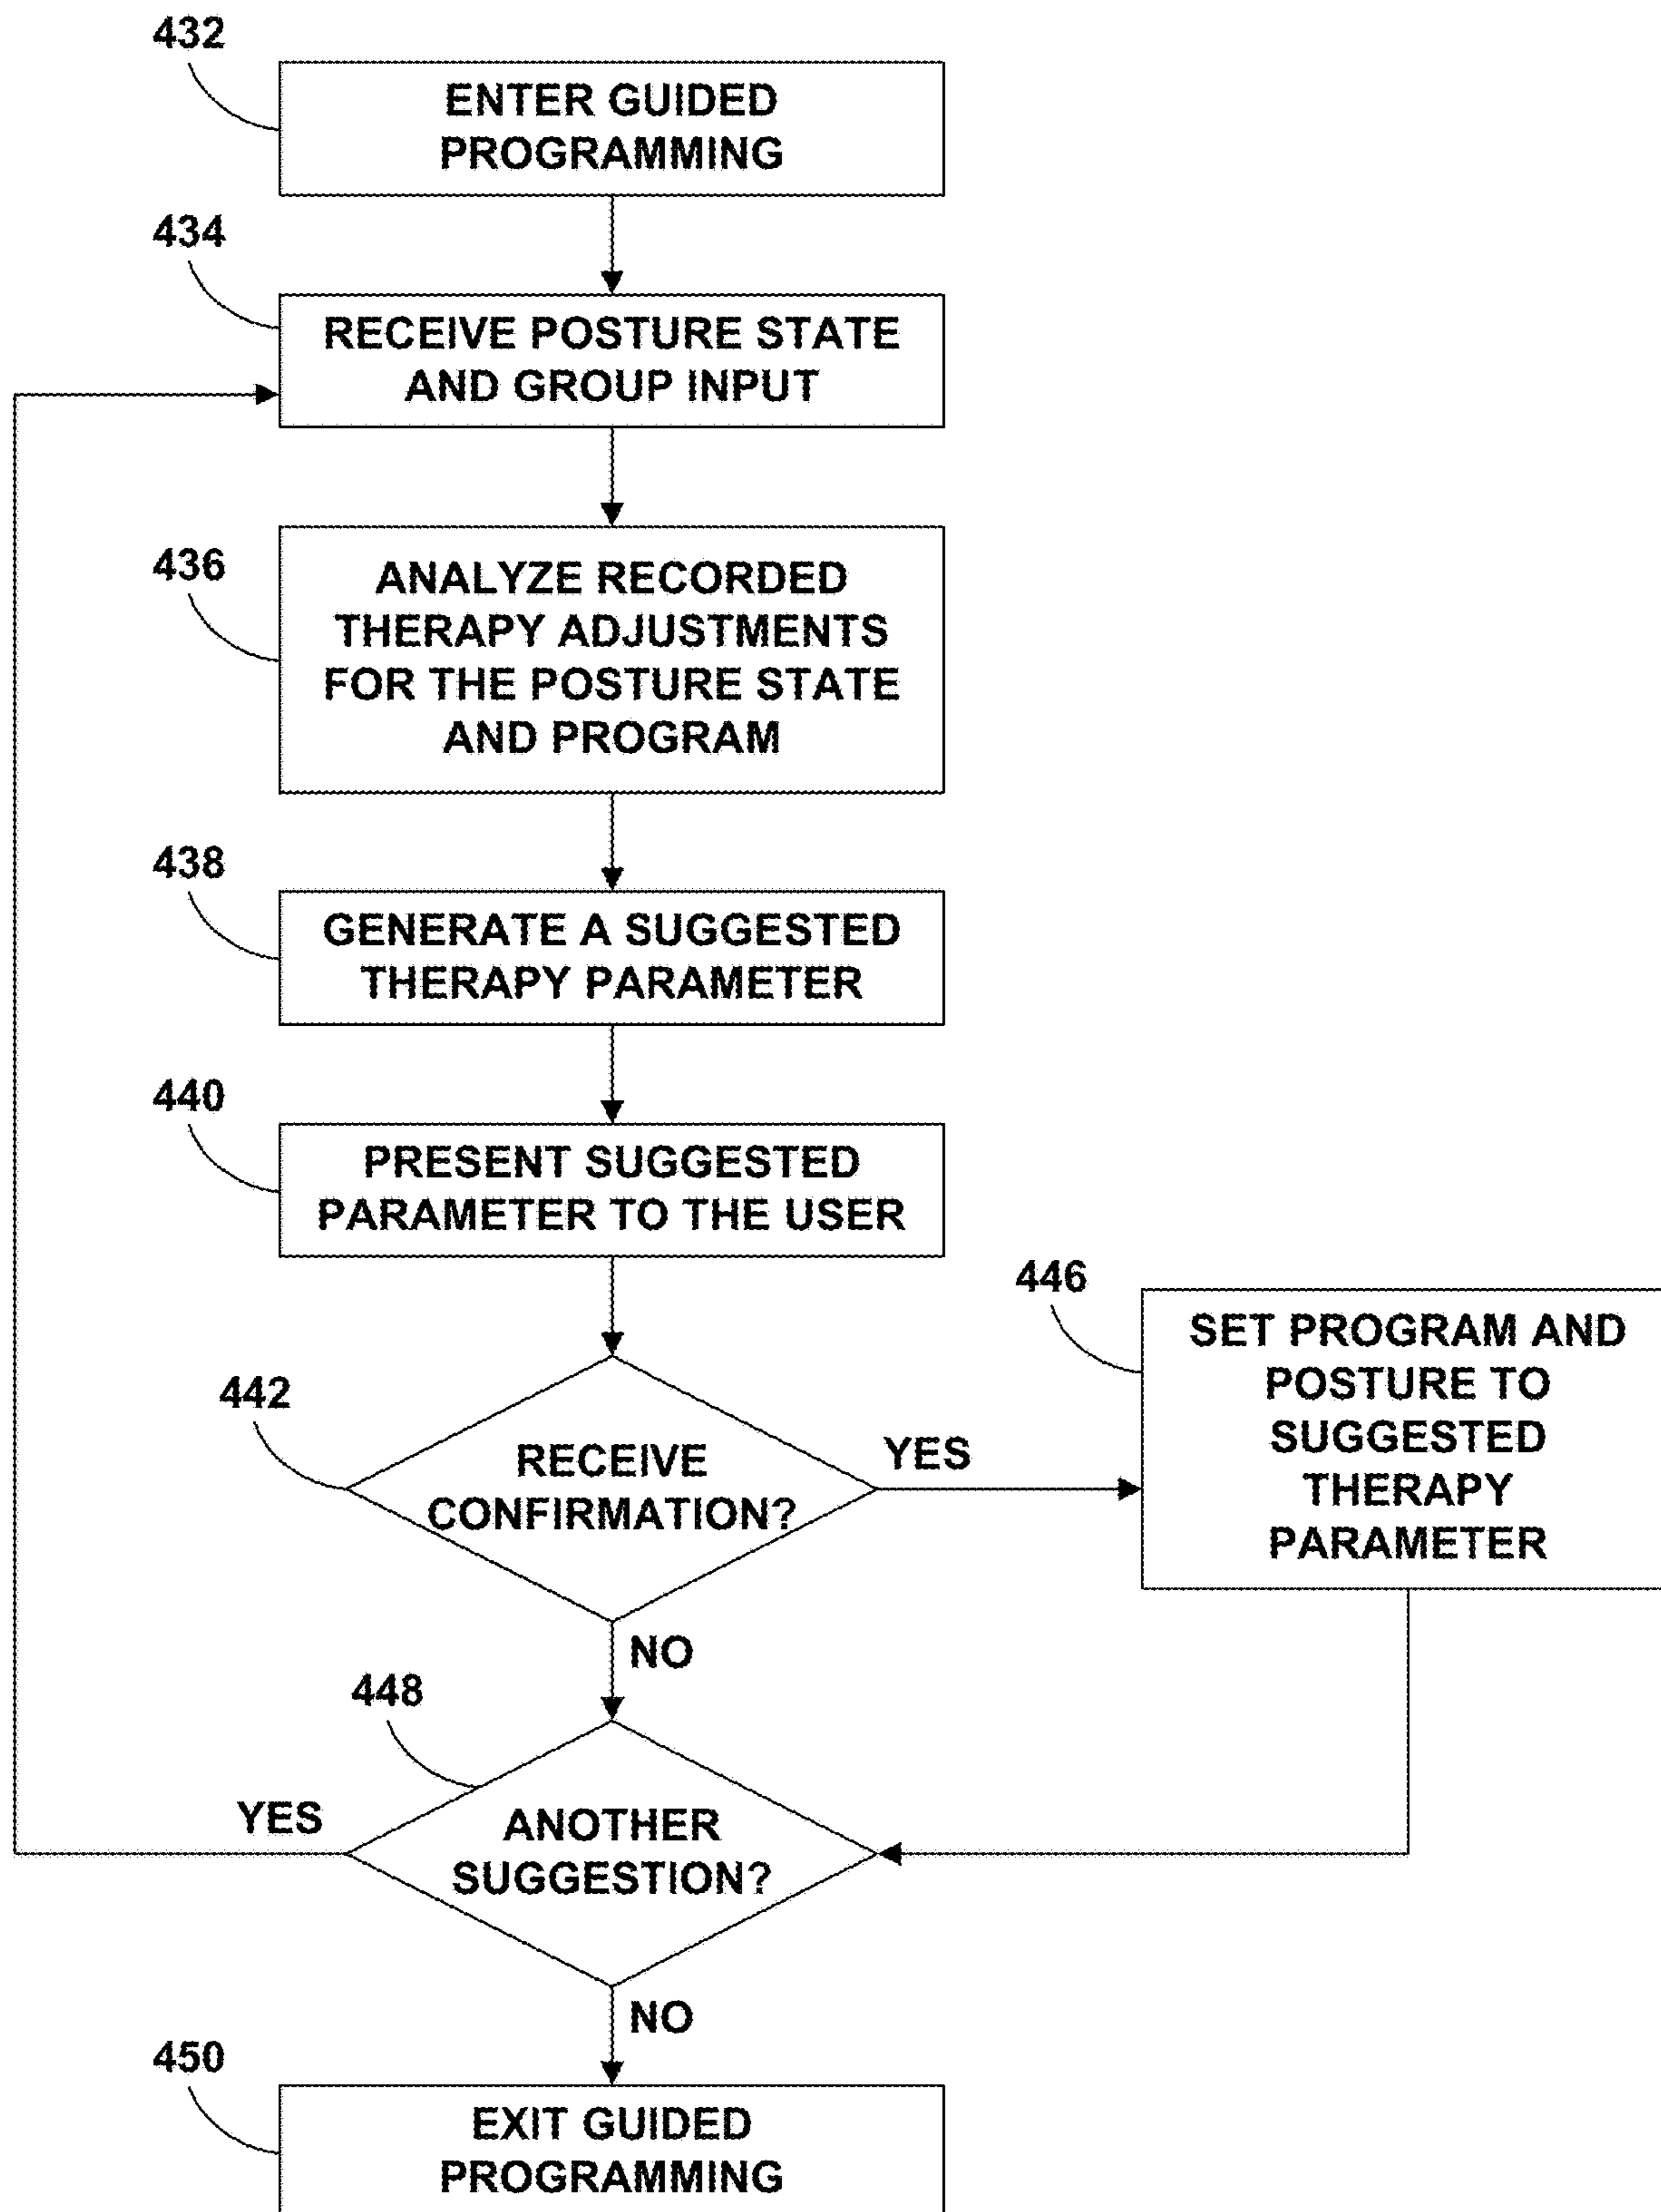 432
ENTER GUIDED
PROGRAMMING
434
RECEIVE POSTURE STATE
AND GROUP INPUT
436
ANALYZE RECORDED
THERAPY ADJUSTMENTS
FOR THE POSTURE STATE
AND PROGRAM
438
GENERATE A SUGGESTED
THERAPY PARAMETER
440
PRESENT SUGGESTED
PARAMETER TO THE USER
442
RECEIVE
CONFIRMATION?
YES
446
SET PROGRAM AND
POSTURE TO
SUGGESTED
THERAPY
PARAMETER
NO
448
ANOTHER
SUGGESTION?
YES
NO
450
EXIT GUIDED
PROGRAMMING